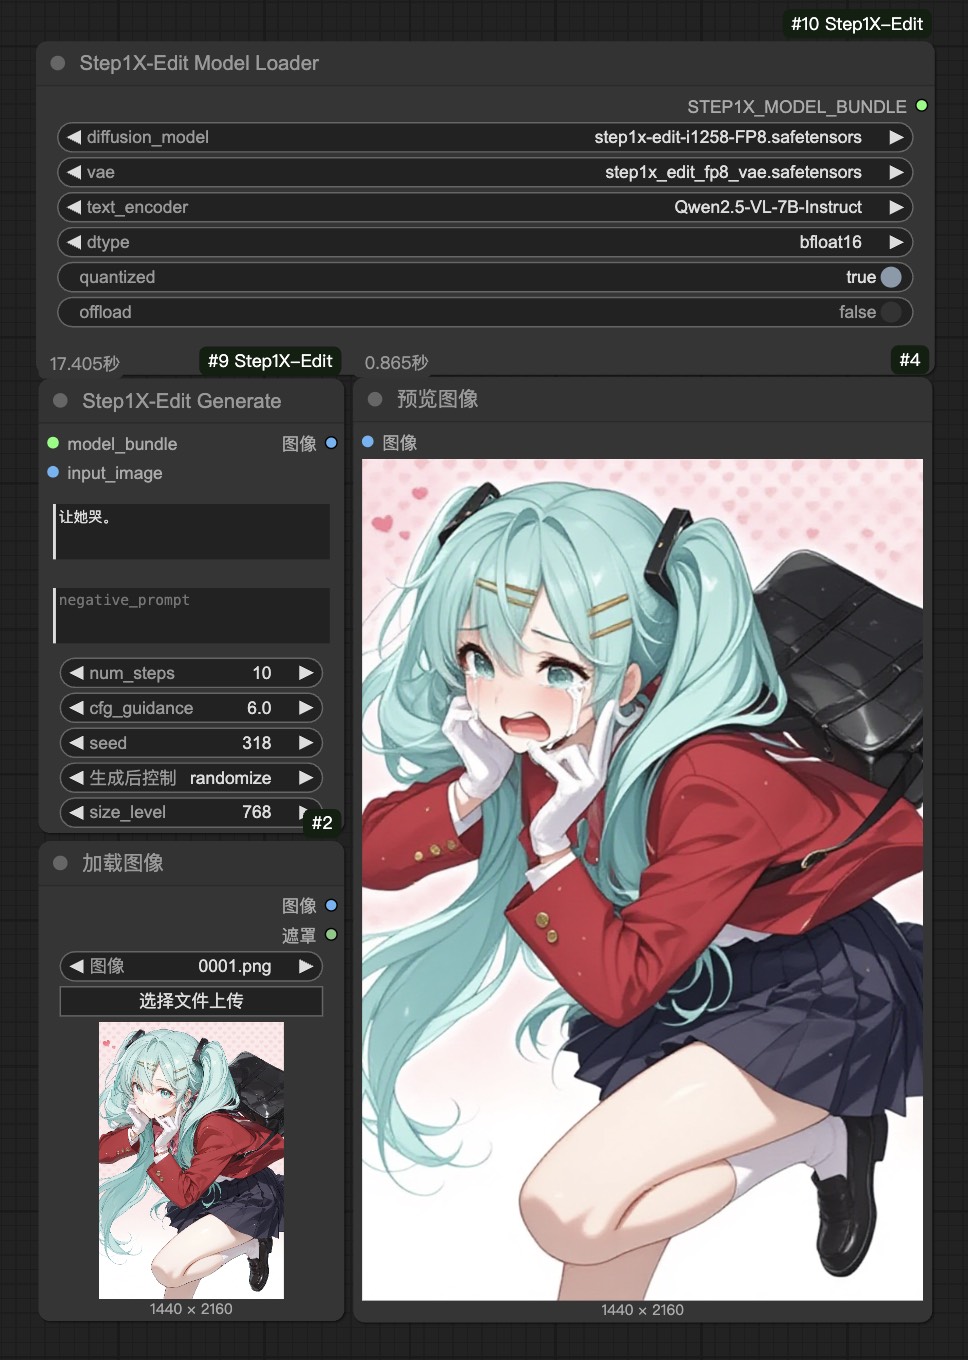 #10 Step1X-Edit
Step1X-Edit Model Loader
STEP1X_MODEL_BUNDLE
diffusion_model step1x-edit-i1258-FP8.safetensors
vae step1x_edit_fp8_vae.safetensors
text_encoder Qwen2.5-VL-7B-Instruct
dtype bfloat16
quantized true
offload false
17.405秒
#9 Step1X-Edit
Step1X-Edit Generate
model_bundle 图像
input_image
让她哭。
negative_prompt
num_steps 10
cfg_guidance 6.0
seed 318
生成后控制 randomize
size_level 768
#2
加载图像
图像
遮罩
图像 0001.png
选择文件上传
1440 × 2160
0.865秒
#4
预览图像
图像
1440 × 2160